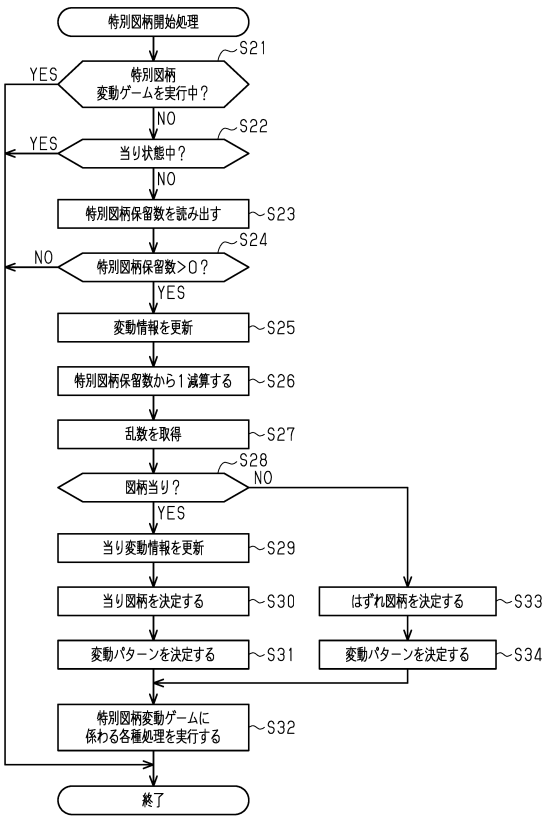 特別図柄開始処理
S21
特別図柄
変動ゲームを実行中?
YES
NO
S22
当り状態中?
YES
NO
特別図柄保留数を読み出す
S23
S24
特別図柄保留数>0?
NO
YES
変動情報を更新
S25
特別図柄保留数から1減算する
S26
乱数を取得
S27
S28
図柄当り?
NO
YES
当り変動情報を更新
S29
当り図柄を決定する
S30
はずれ図柄を決定する
S33
変動パターンを決定する
S31
変動パターンを決定する
S34
特別図柄変動ゲームに
係わる各種処理を実行する
S32
終了